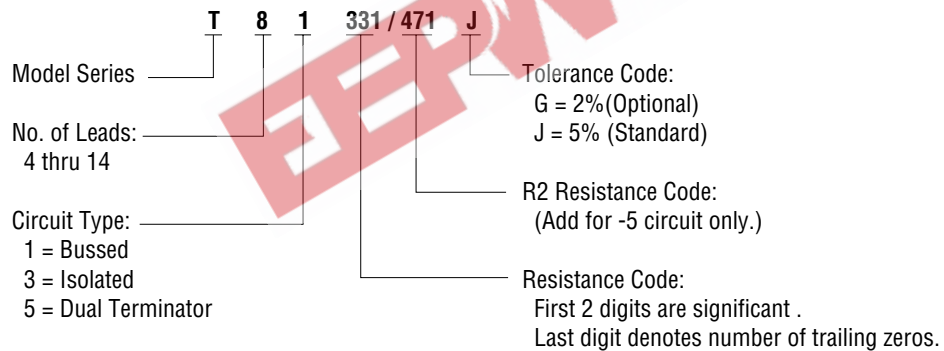 T 8 1 331 / 471 J
Model Series
No. of Leads:
4 thru 14
Circuit Type:
1 = Bussed
3 = Isolated
5 = Dual Terminator
Tolerance Code:
G = 2%(Optional)
J = 5% (Standard)
R2 Resistance Code:
(Add for -5 circuit only.)
Resistance Code:
First 2 digits are significant .
Last digit denotes number of trailing zeros.
EEPW